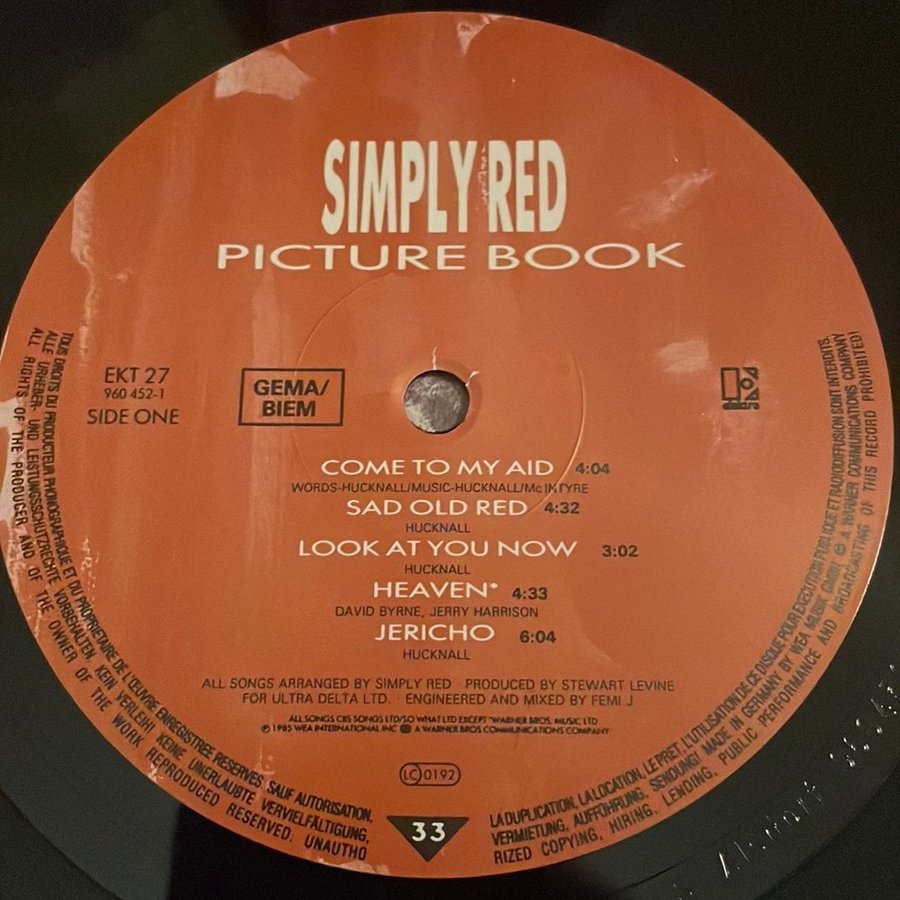 SIMPLY RED
PICTURE BOOK
EKT 27
960 452-1
SIDE ONE
GEMA/
BIEM
elektra
COME TO MY AID 4:04
WORDS-HUCKNALL/MUSIC-HUCKNALL/McINTYRE
SAD OLD RED 4:32
HUCKNALL
LOOK AT YOU NOW 3:02
HUCKNALL
HEAVEN* 4:33
DAVID BYRNE, JERRY HARRISON
JERICHO 6:04
HUCKNALL
ALL SONGS ARRANGED BY SIMPLY RED · PRODUCED BY STEWART LEVINE
FOR ULTRA DELTA LTD. · ENGINEERED AND MIXED BY FEMI J
ALL SONGS CBS SONGS LTD/SO WHAT LTD EXCEPT *WARNER BROS. MUSIC LTD
℗ 1985 WEA INTERNATIONAL INC A WARNER BROS COMMUNICATIONS COMPANY
LC 0192
33
TOUS DROITS DU PRODUCTEUR PHONOGRAPHIQUE ET DU PROPRIETAIRE DE L'ŒUVRE ENREGISTREE RESERVES. SAUF AUTORISATION,
LA DUPLICATION, LA LOCATION, LE PRET, L'UTILISATION DE CE DISQUE POUR EXECUTION PUBLIQUE ET RADIODIFFUSION SONT INTERDITS.
ALLE URHEBER- UND LEISTUNGSSCHUTZRECHTE VORBEHALTEN. KEIN VERLEIH! KEINE UNERLAUBTE VERVIELFÄLTIGUNG,
VERMIETUNG, AUFFÜHRUNG, SENDUNG! MADE IN GERMANY BY WEA MUSIC GMBH. A WARNER COMMUNICATIONS COMPANY
ALL RIGHTS OF THE PRODUCER AND OF THE OWNER OF THE WORK REPRODUCED RESERVED. UNAUTHO
RIZED COPYING, HIRING, LENDING, PUBLIC PERFORMANCE AND BROADCASTING OF THIS RECORD PROHIBITED!